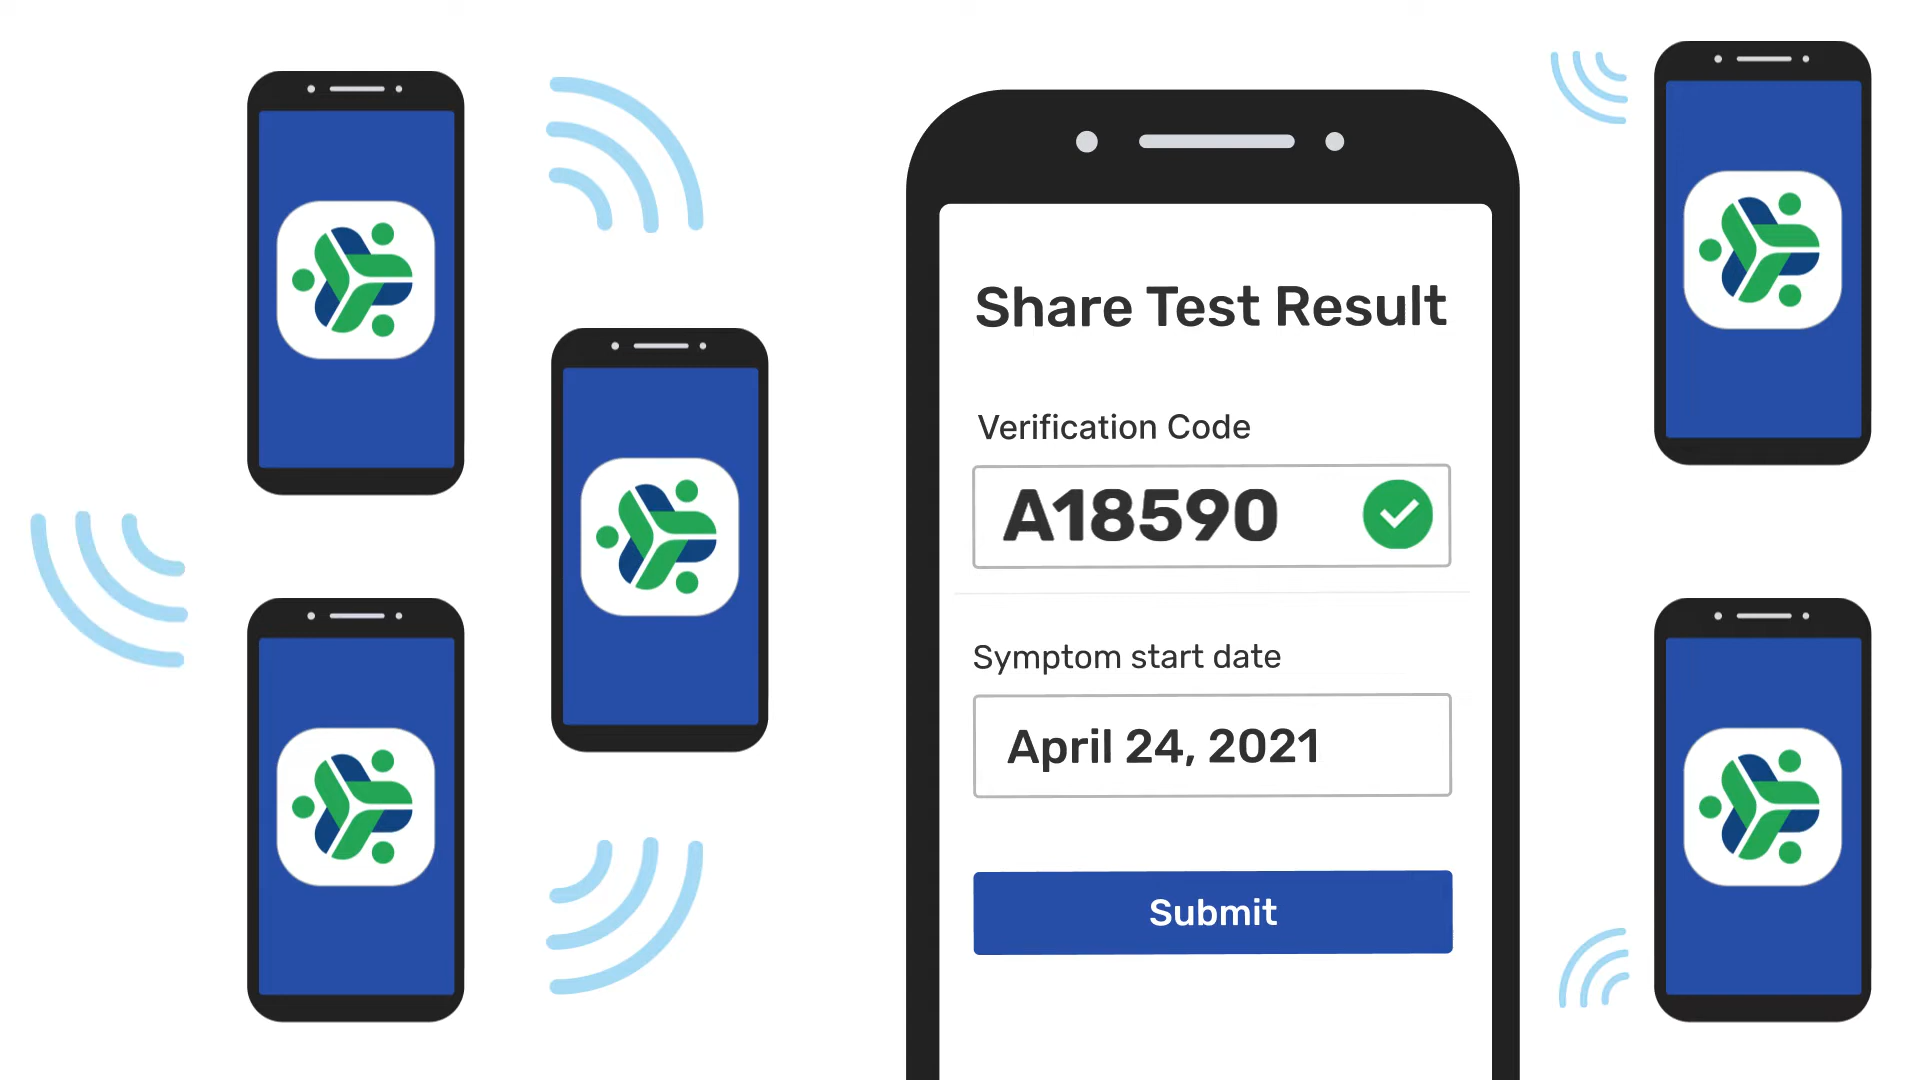 Share Test Result
Verification Code
A18590
Symptom start date
April 24, 2021
Submit